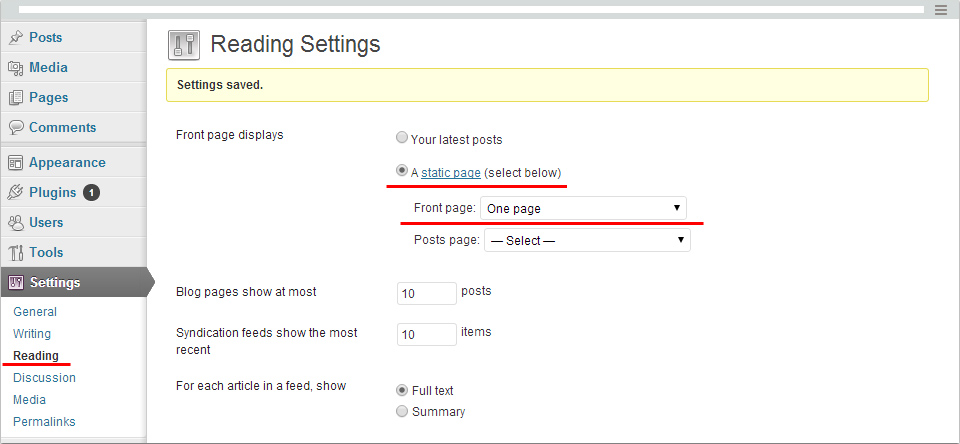 Posts
Media
Pages
Comments
Appearance
Plugins 1
Users
Tools
Settings
General
Writing
Reading
Discussion
Media
Permalinks
Reading Settings
Settings saved.
Front page displays
Your latest posts
A static page (select below)
Front page: One page
Posts page: — Select —
Blog pages show at most 10 posts
Syndication feeds show the most
recent
10 items
For each article in a feed, show
Full text
Summary